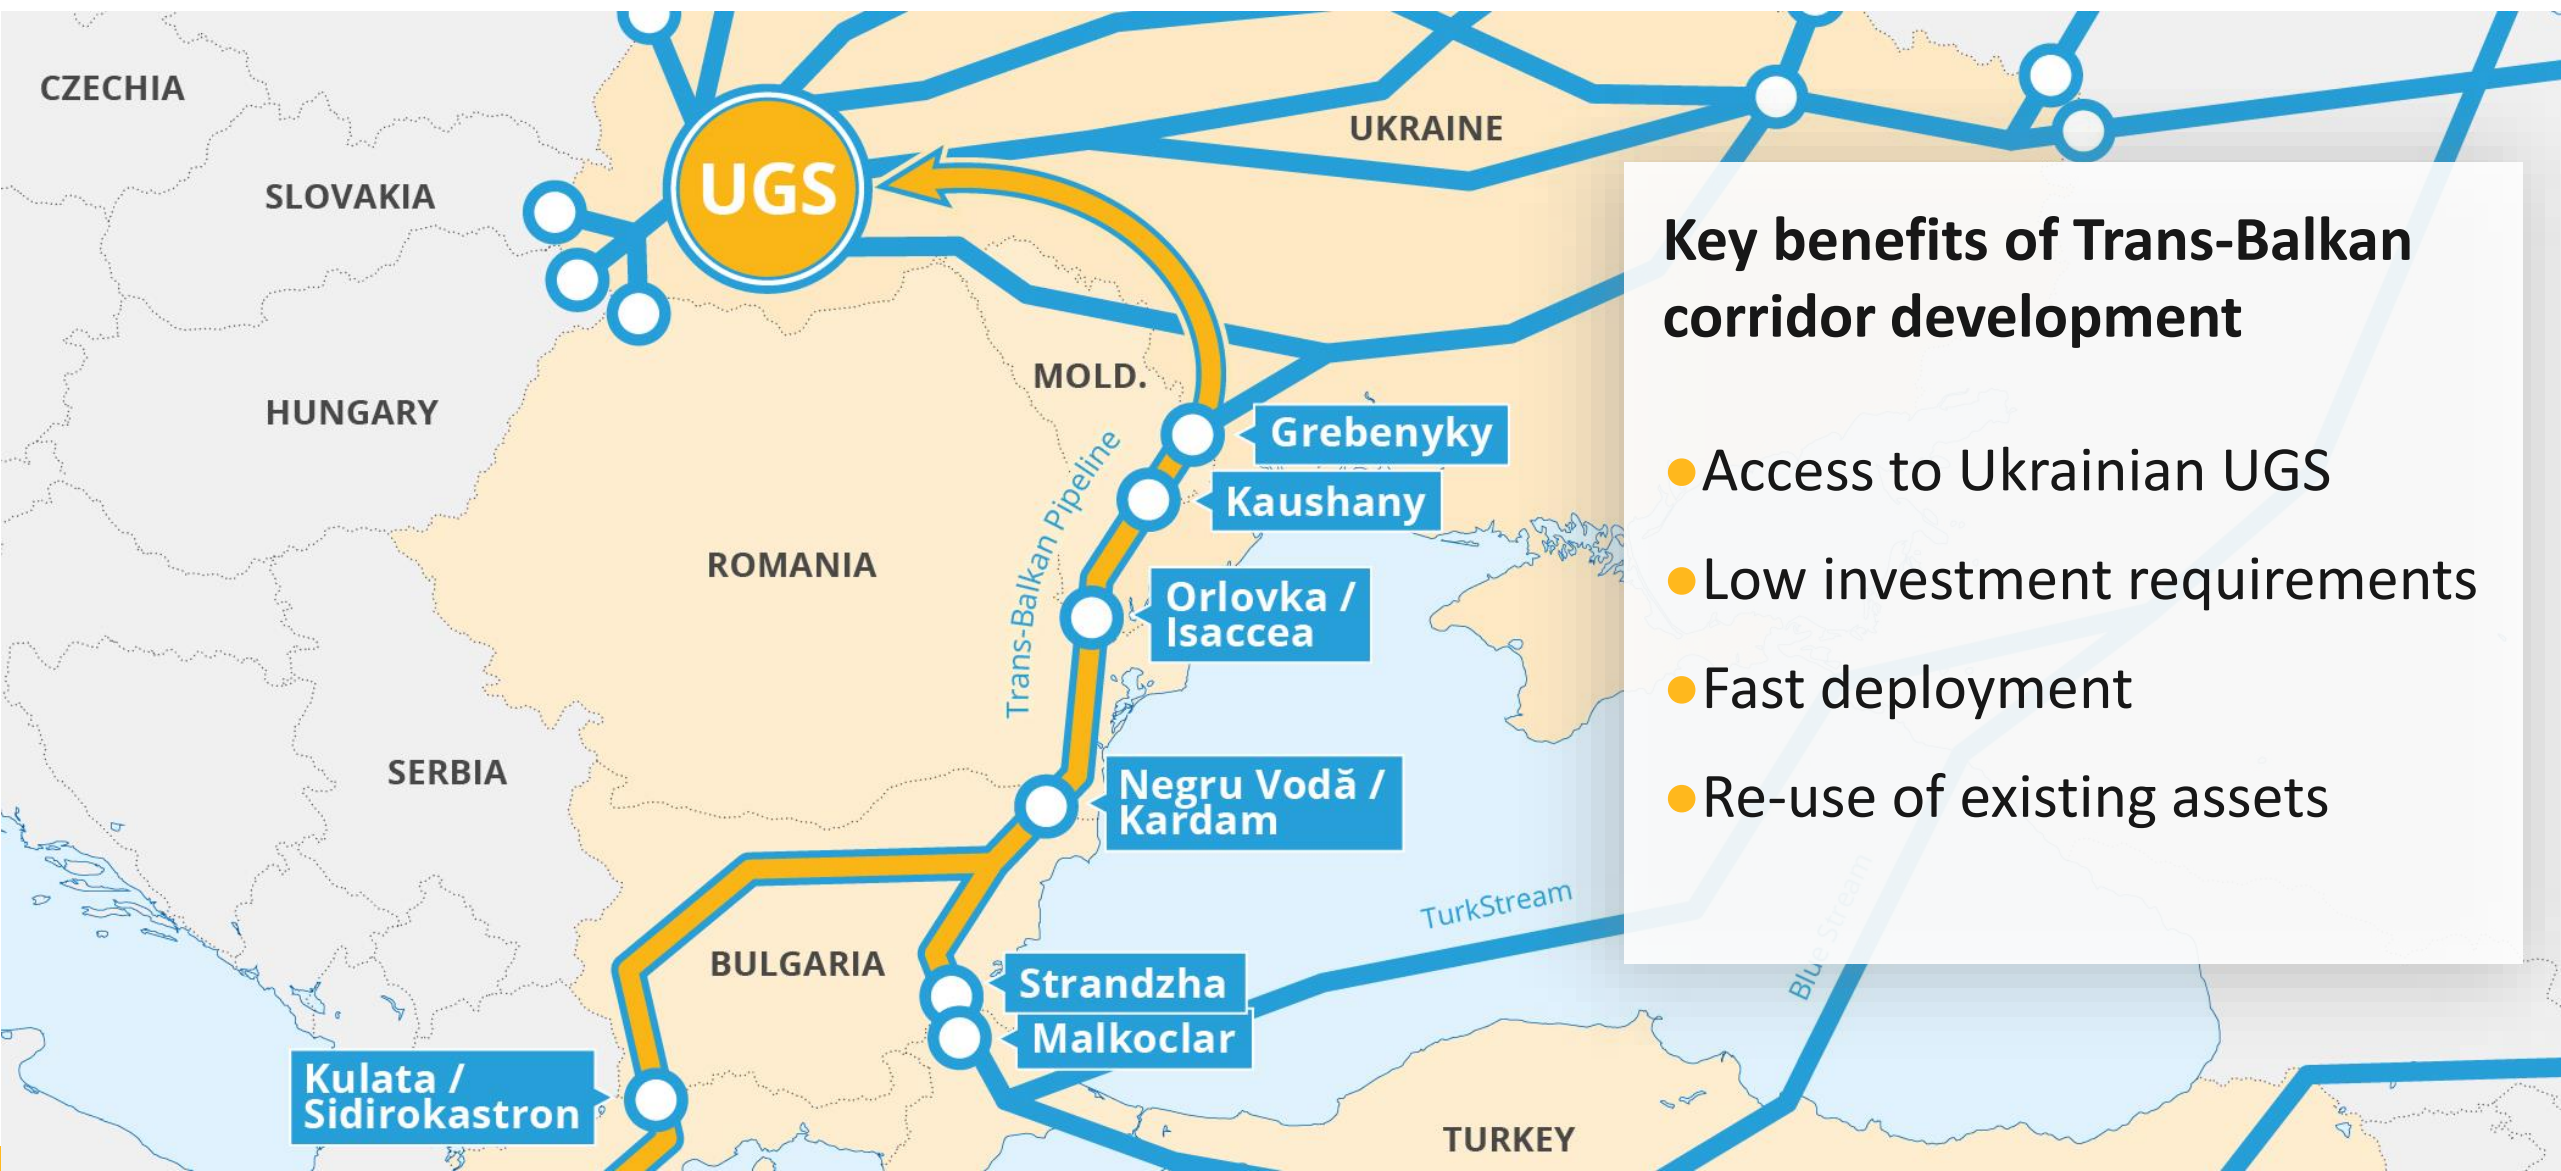 CZECHIA
UKRAINE
UGS
SLOVAKIA
Key benefits of Trans-Balkan
corridor development
MOLD.
HUNGARY
Grebenyky
Access to Ukrainian UGS
Kaushany
Trans-Balkan Pipeline
ROMANIA
Low investment requirements
Orlovka /
Isaccea
Fast deployment
SERBIA
Negru Vodă /
Kardam
Re-use of existing assets
TurkStream
Blue Stream
BULGARIA
Strandzha
Malkoclar
Kulata /
Sidirokastron
TURKEY